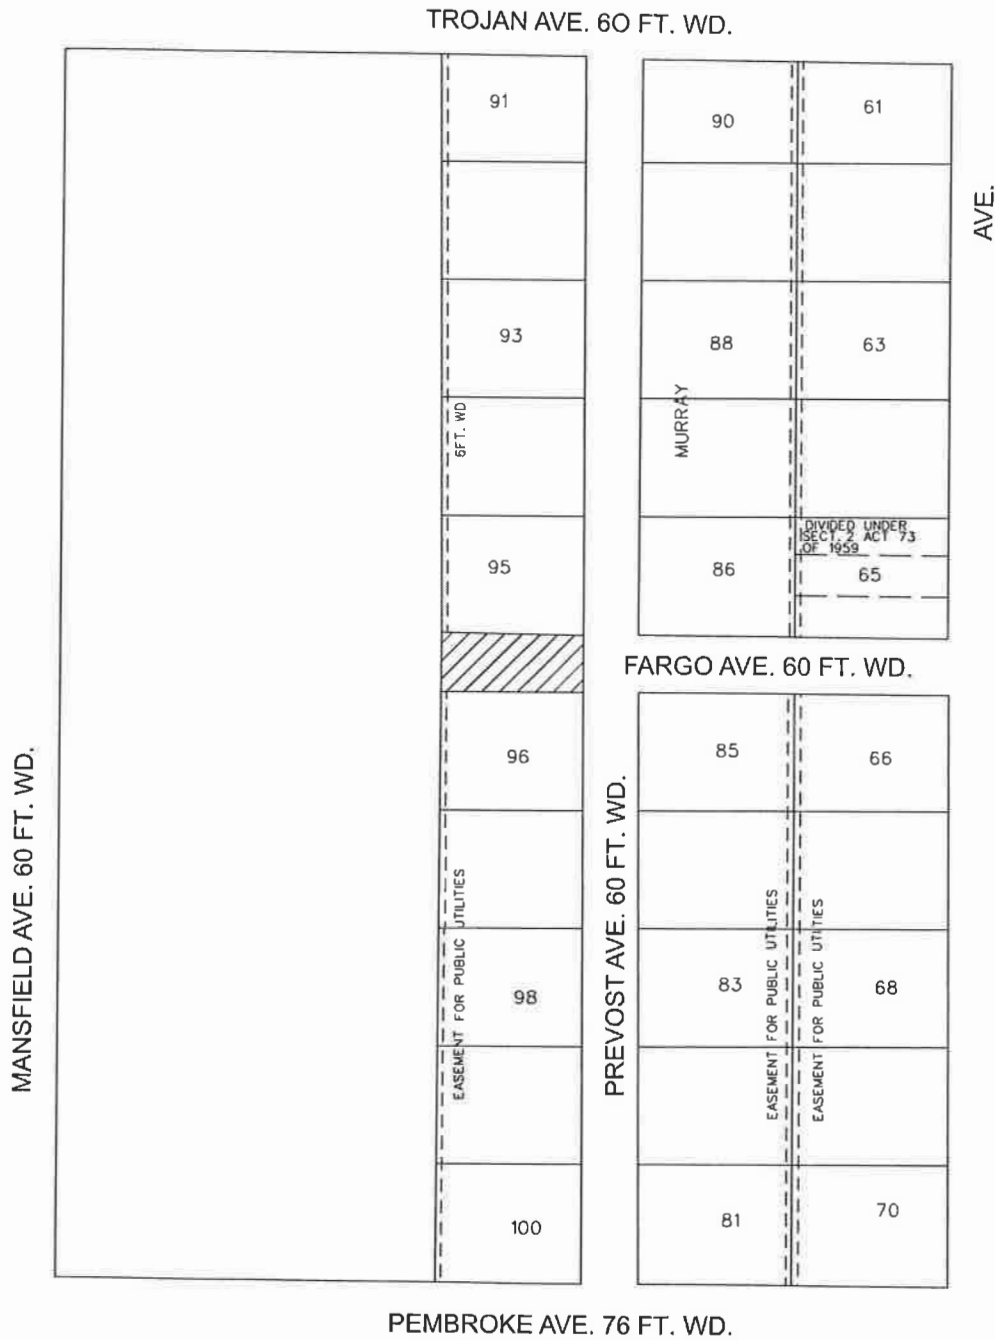 TROJAN AVE. 60 FT. WD.
91
90
61
AVE.
93
88
63
6FT. WD
MURRAY
DIVIDED UNDER
SECT. 2 ACT 73
OF 1959
95
86
65
FARGO AVE. 60 FT. WD.
96
85
66
MANSFIELD AVE. 60 FT. WD.
PREVOST AVE. 60 FT. WD.
EASEMENT FOR PUBLIC UTILITIES
EASEMENT FOR PUBLIC UTILITIES
EASEMENT FOR PUBLIC UTILITIES
98
83
68
100
81
70
PEMBROKE AVE. 76 FT. WD.